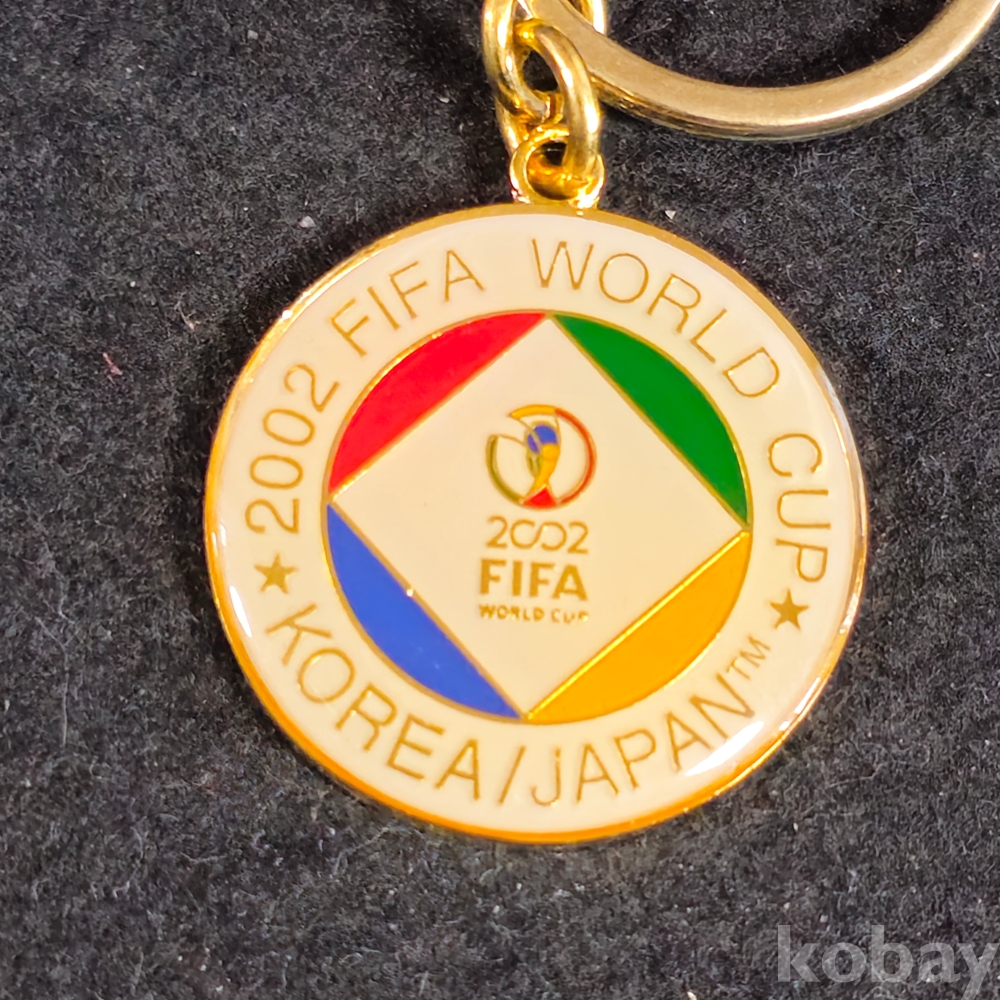 ★ 2002 FIFA WORLD CUP ★
KOREA/JAPAN™
2002
FIFA
WORLD CUP
kobay